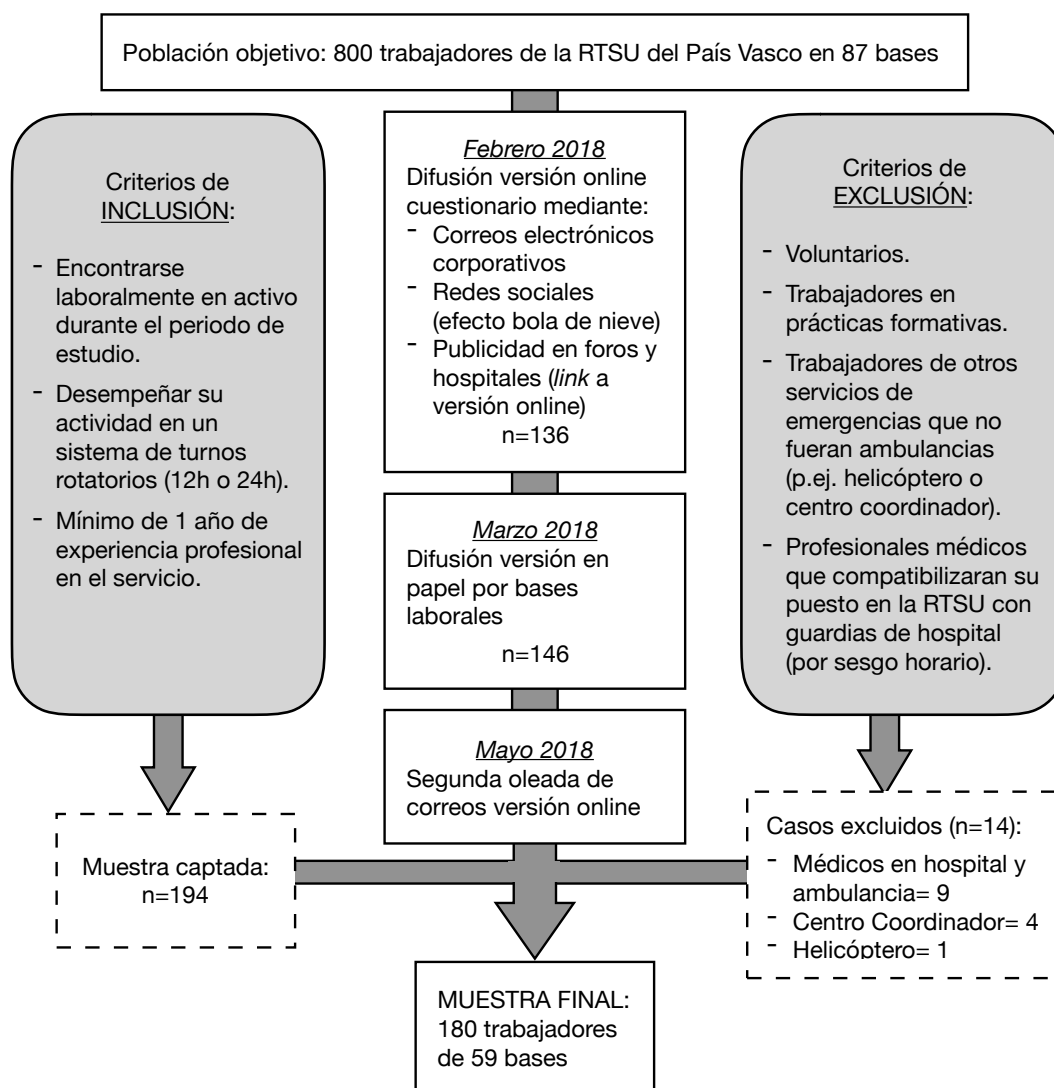 Población objetivo: 800 trabajadores de la RTSU del País Vasco en 87 bases
Criterios de
INCLUSIÓN:
- Encontrarse
laboralmente en activo
durante el periodo de
estudio.
- Desempeñar su
actividad en un
sistema de turnos
rotatorios (12h o 24h).
- Mínimo de 1 año de
experiencia profesional
en el servicio.
Febrero 2018
Difusión versión online
cuestionario mediante:
- Correos electrónicos
corporativos
- Redes sociales
(efecto bola de nieve)
- Publicidad en foros y
hospitales (link a
versión online)
n=136
Marzo 2018
Difusión versión en
papel por bases
laborales
n=146
Mayo 2018
Segunda oleada de
correos versión online
Criterios de
EXCLUSIÓN:
- Voluntarios.
- Trabajadores en
prácticas formativas.
- Trabajadores de otros
servicios de
emergencias que no
fueran ambulancias
(p.ej. helicóptero o
centro coordinador).
- Profesionales médicos
que compatibilizaran su
puesto en la RTSU con
guardias de hospital
(por sesgo horario).
Muestra captada:
n=194
Casos excluidos (n=14):
- Médicos en hospital y
ambulancia= 9
- Centro Coordinador= 4
- Helicóptero= 1
MUESTRA FINAL:
180 trabajadores
de 59 bases